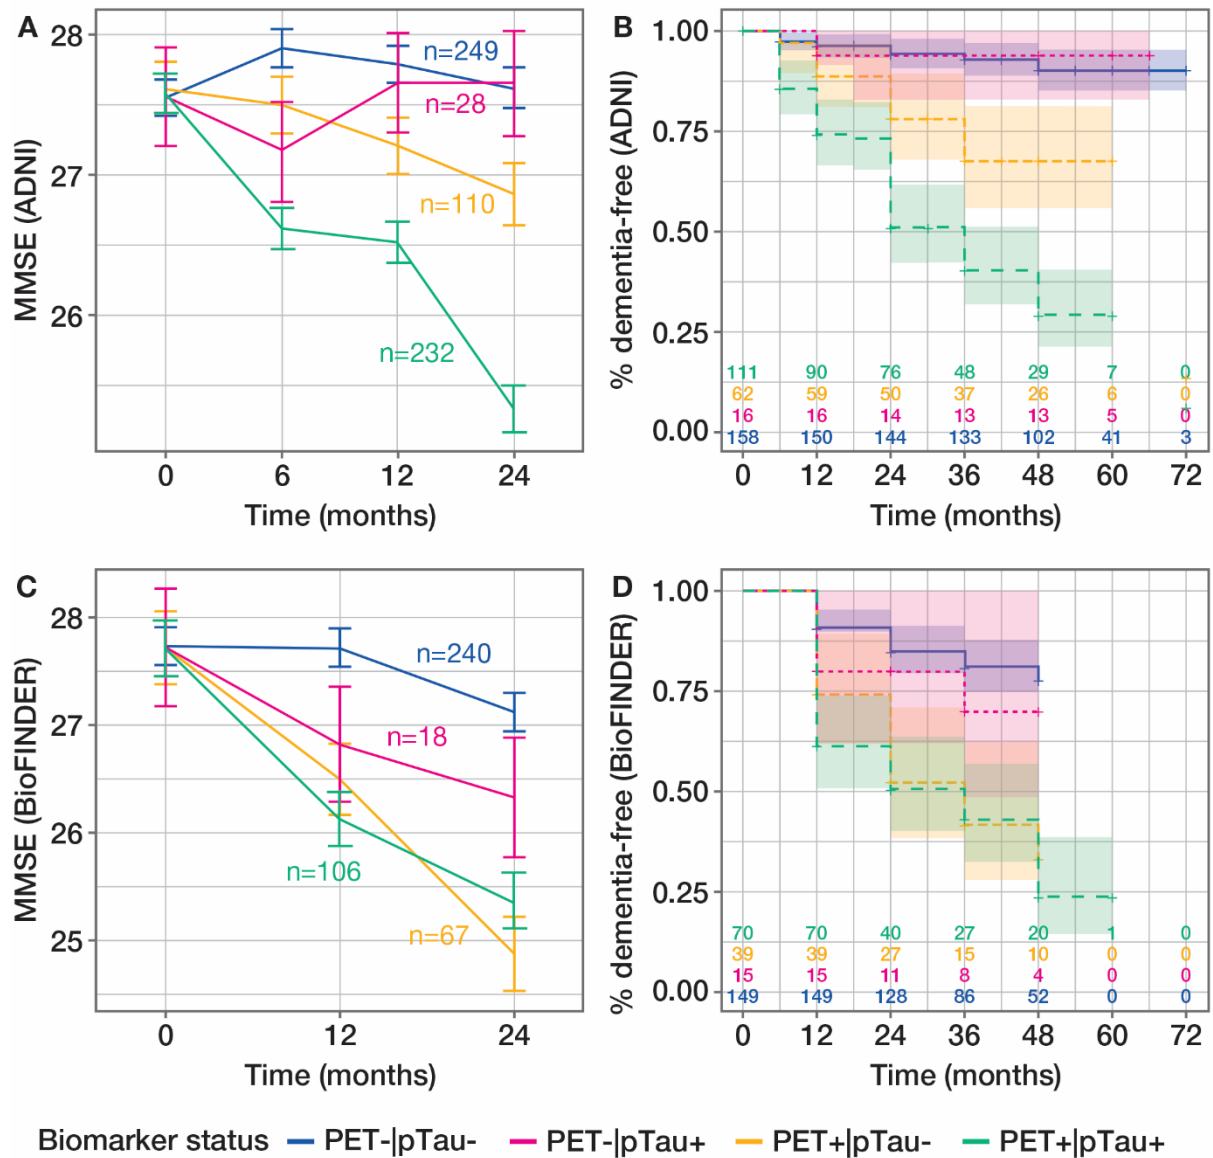 A
MMSE (ADNI)
28
27
26
n=249
n=28
n=110
n=232
0 6 12 24
Time (months)
B
% dementia-free (ADNI)
1.00
0.75
0.50
0.25
0.00
111 90 76 48 29 7 0
62 59 50 37 26 6 0
16 16 14 13 13 5 0
158 150 144 133 102 41 3
0 12 24 36 48 60 72
Time (months)
C
MMSE (BioFINDER)
28
27
26
25
n=240
n=18
n=106
n=67
0 12 24
Time (months)
D
% dementia-free (BioFINDER)
1.00
0.75
0.50
0.25
0.00
70 70 40 27 20 1 0
39 39 27 15 10 0 0
15 15 11 8 4 0 0
149 149 128 86 52 0 0
0 12 24 36 48 60 72
Time (months)
Biomarker status PET-|pTau- PET-|pTau+ PET+|pTau- PET+|pTau+